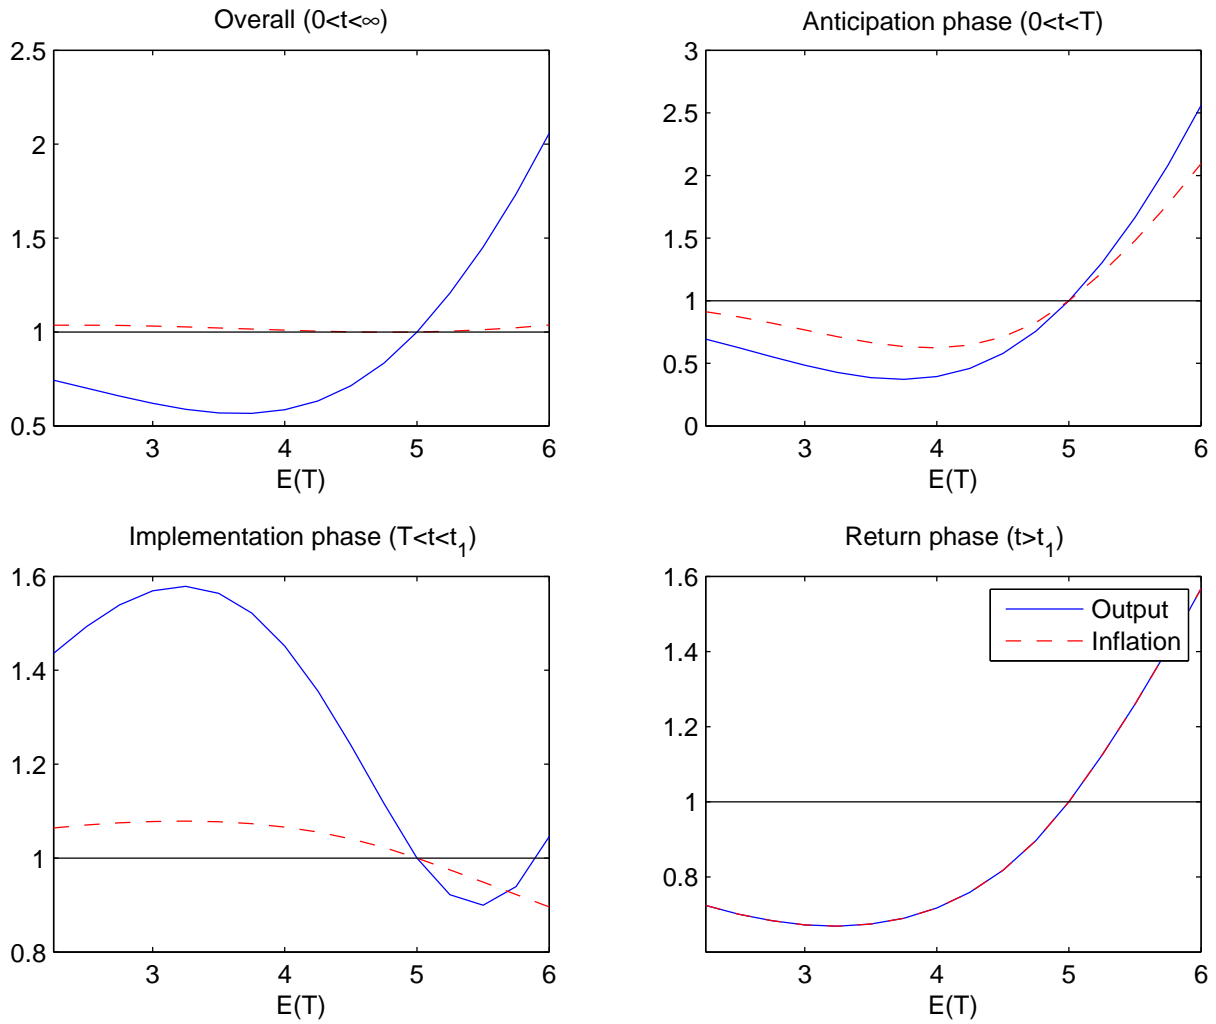 Overall (0<t<∞)
2.5
2
1.5
1
0.5
3 4 5 6
E(T)
Anticipation phase (0<t<T)
3
2.5
2
1.5
1
0.5
0
3 4 5 6
E(T)
Implementation phase (T<t<t1)
1.6
1.4
1.2
1
0.8
3 4 5 6
E(T)
Return phase (t>t1)
1.6
1.4
1.2
1
0.8
Output
Inflation
3 4 5 6
E(T)